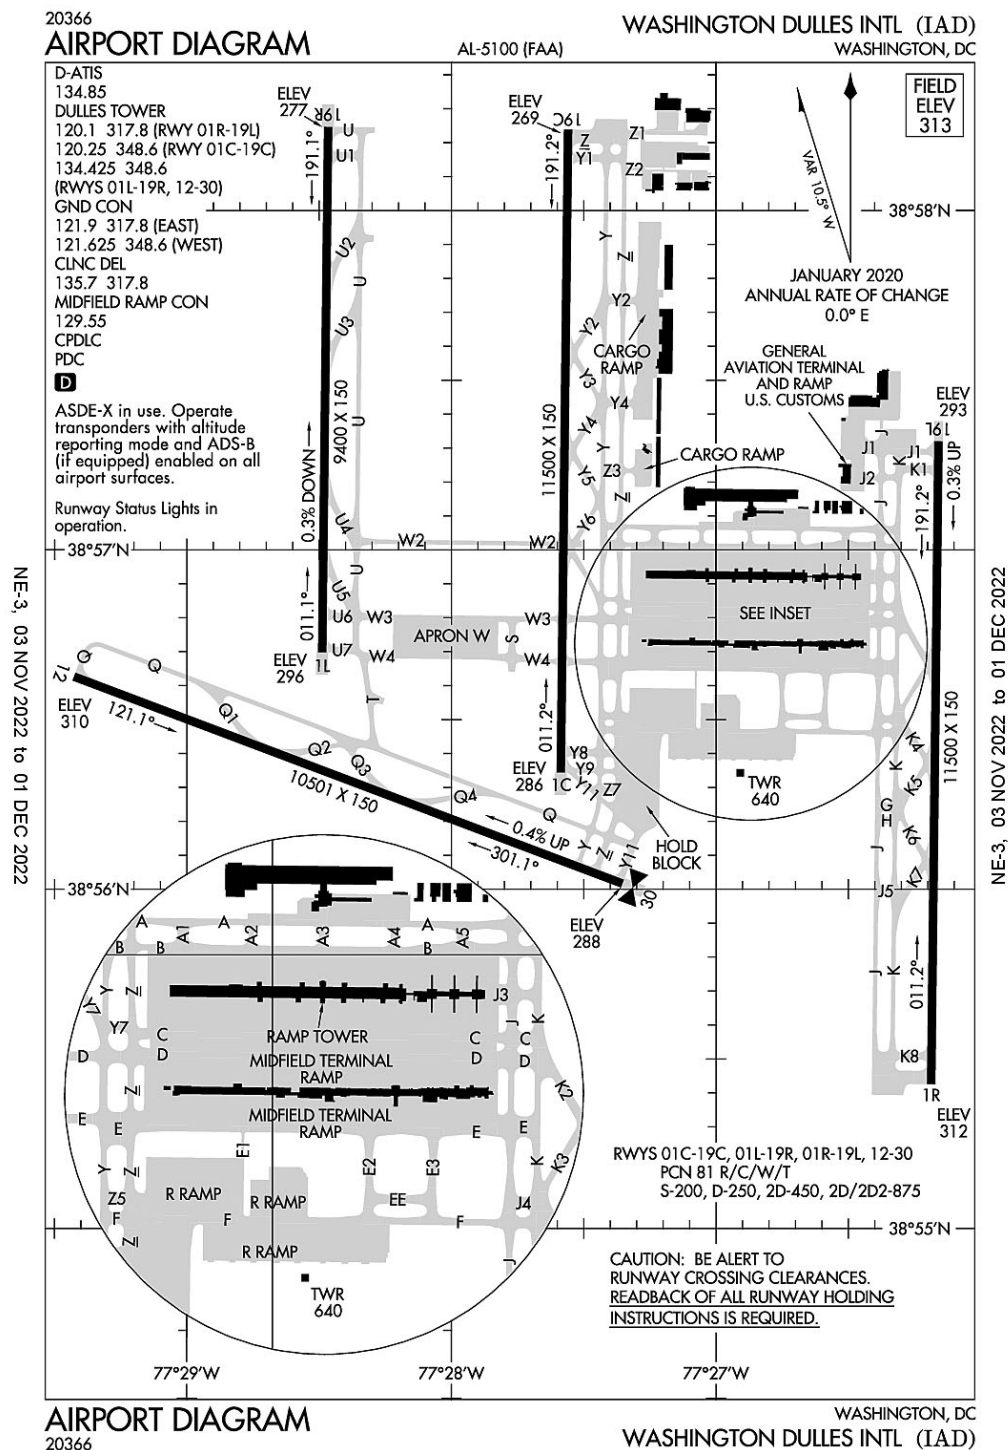 20366
AIRPORT DIAGRAM
AL-5100 (FAA)
WASHINGTON DULLES INTL (IAD)
WASHINGTON, DC
D-ATIS
134.85
DULLES TOWER
120.1 317.8 (RWY 01R-19L)
120.25 348.6 (RWY 01C-19C)
134.425 348.6
(RWYS 01L-19R, 12-30)
GND CON
121.9 317.8 (EAST)
121.625 348.6 (WEST)
CLNC DEL
135.7 317.8
MIDFIELD RAMP CON
129.55
CPDLC
PDC
D
ASDE-X in use. Operate
transponders with altitude
reporting mode and ADS-B
(if equipped) enabled on all
airport surfaces.
Runway Status Lights in
operation.
ELEV
277
19R
U
U1
191.1°
U2
U
U3
9400 X 150
U
0.3% DOWN
U4
U
U5
011.1°
U6
U7
ELEV
296
1L
W2
W2
W3
W3
W4
W4
APRON W
S
T
ELEV
269
19C
191.2°
Z
Y1
Z1
Z2
Y
Z
Y2
Y2
Y3
Y4
Y4
Y
Y5
Z3
Z
Y6
11500 X 150
CARGO
RAMP
CARGO RAMP
011.2°
ELEV
286
1C
Y8
Y9
Y11
Z7
HOLD
BLOCK
FIELD
ELEV
313
VAR 10.5° W
38°58'N
JANUARY 2020
ANNUAL RATE OF CHANGE
0.0° E
GENERAL
AVIATION TERMINAL
AND RAMP
U.S. CUSTOMS
ELEV
293
19L
J
J1
J1
K
K1
J2
J
191.2°
0.3% UP
SEE INSET
TWR
640
11500 X 150
K4
K
K5
G
H
K6
J
K7
J5
J
K
011.2°
K8
1R
ELEV
312
38°57'N
12
ELEV
310
Q
Q
121.1°
Q1
Q2
Q3
Q4
Q
10501 X 150
0.4% UP
301.1°
Y
Z
Y11
30
ELEV
288
38°56'N
A
A1
A
A2
A3
A4
A
A5
B
B
B
Y
Z
Y7
Y7
J3
RAMP TOWER
C
C
C
J
K
D
D
D
D
MIDFIELD TERMINAL
RAMP
Z
K2
MIDFIELD TERMINAL
RAMP
E
E
E
E
E1
E2
E3
EE
Y
Z
K
K3
Z5
R RAMP
R RAMP
R RAMP
J4
F
F
F
Z
J
TWR
640
RWYS 01C-19C, 01L-19R, 01R-19L, 12-30
PCN 81 R/C/W/T
S-200, D-250, 2D-450, 2D/2D2-875
38°55'N
CAUTION: BE ALERT TO
RUNWAY CROSSING CLEARANCES.
READBACK OF ALL RUNWAY HOLDING
INSTRUCTIONS IS REQUIRED.
77°29'W
77°28'W
77°27'W
NE-3, 03 NOV 2022 to 01 DEC 2022
NE-3, 03 NOV 2022 to 01 DEC 2022
AIRPORT DIAGRAM
20366
WASHINGTON, DC
WASHINGTON DULLES INTL (IAD)